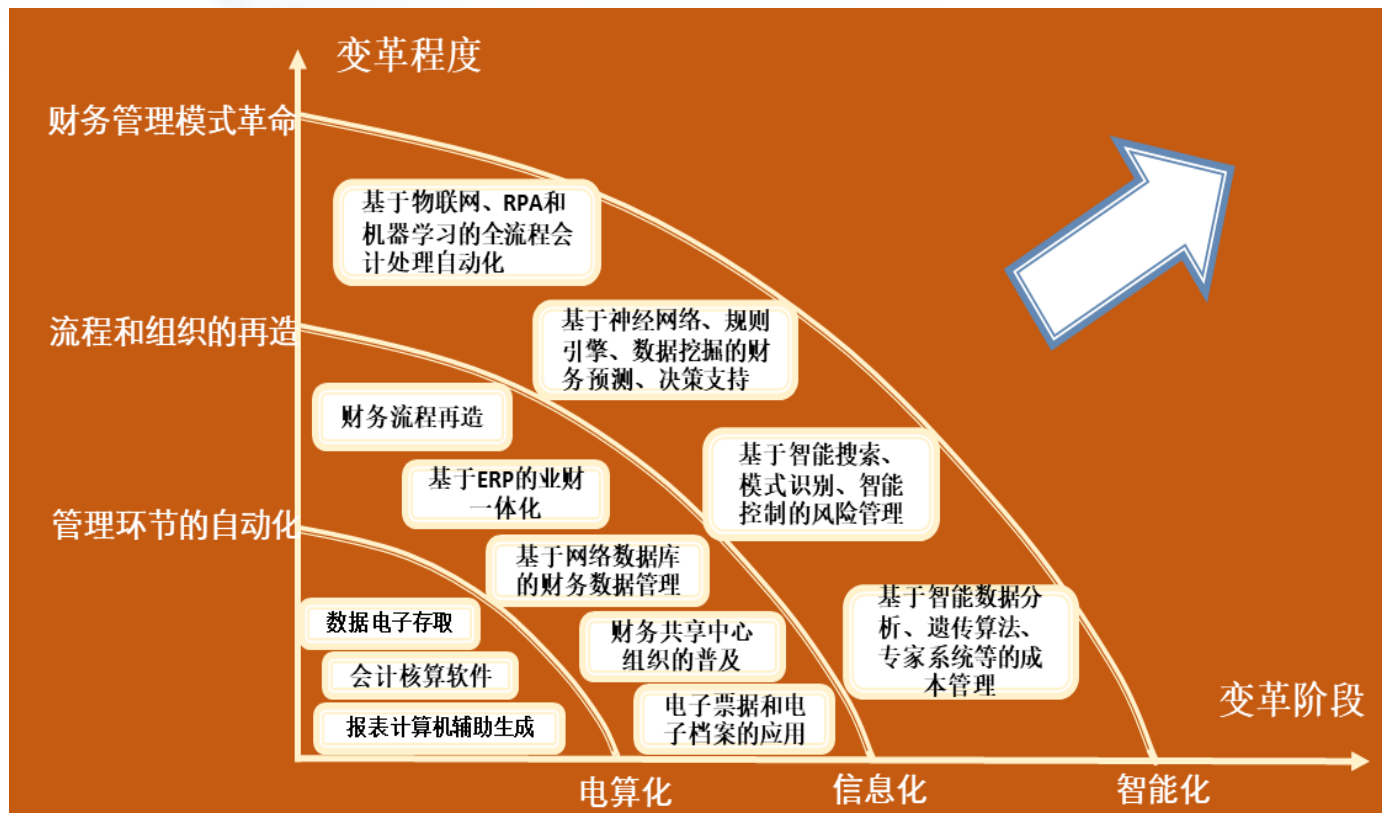 变革程度
财务管理模式革命
基于物联网、RPA和
机器学习的全流程会
计处理自动化
流程和组织的再造
基于神经网络、规则
引擎、数据挖掘的财
务预测、决策支持
财务流程再造
基于ERP的业财
一体化
基于智能搜索、
模式识别、智能
控制的风险管理
管理环节的自动化
基于网络数据库
的财务数据管理
数据电子存取
会计核算软件
报表计算机辅助生成
财务共享中心
组织的普及
电子票据和电
子档案的应用
基于智能数据分
析、遗传算法、
专家系统等的成
本管理
变革阶段
电算化
信息化
智能化